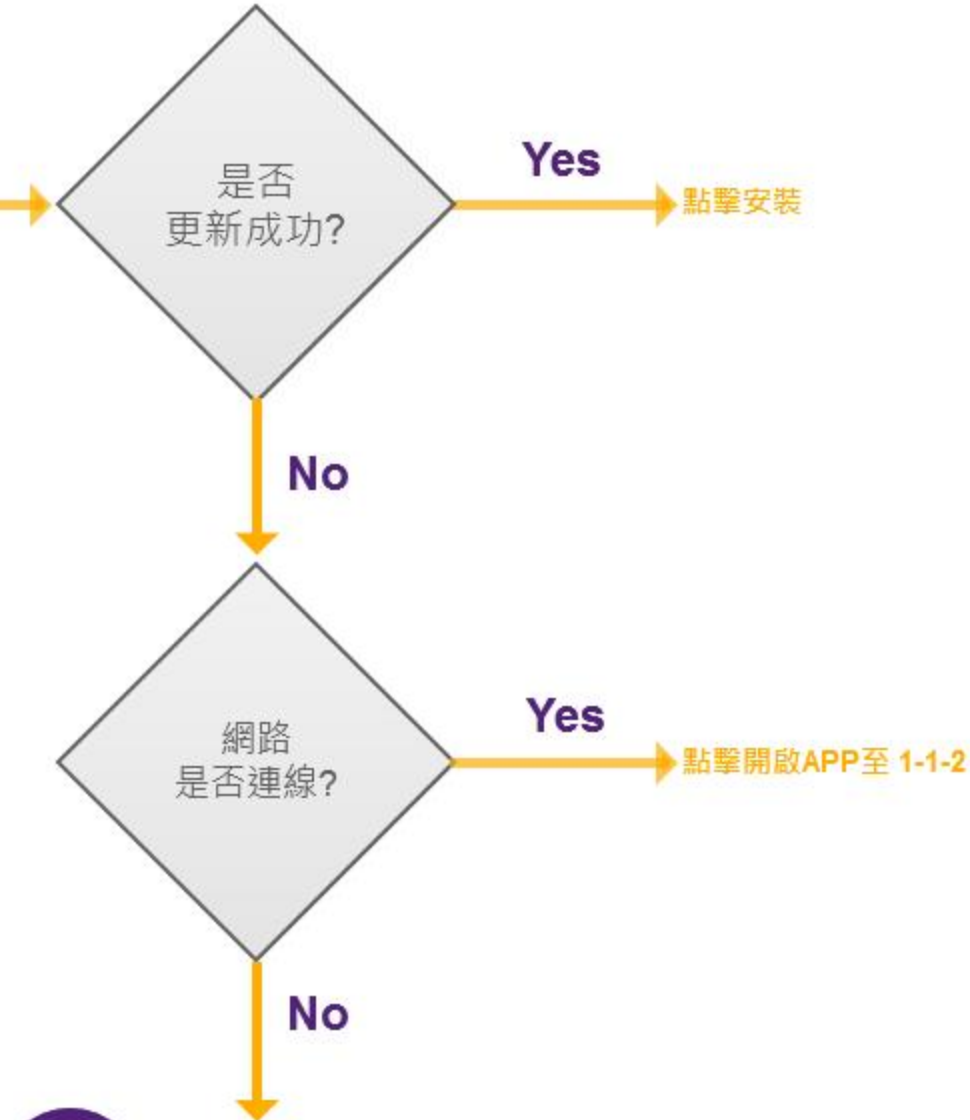 是否
更新成功?
Yes
點擊安裝
No
網路
是否連線?
Yes
點擊開啟APP至 1-1-2
No